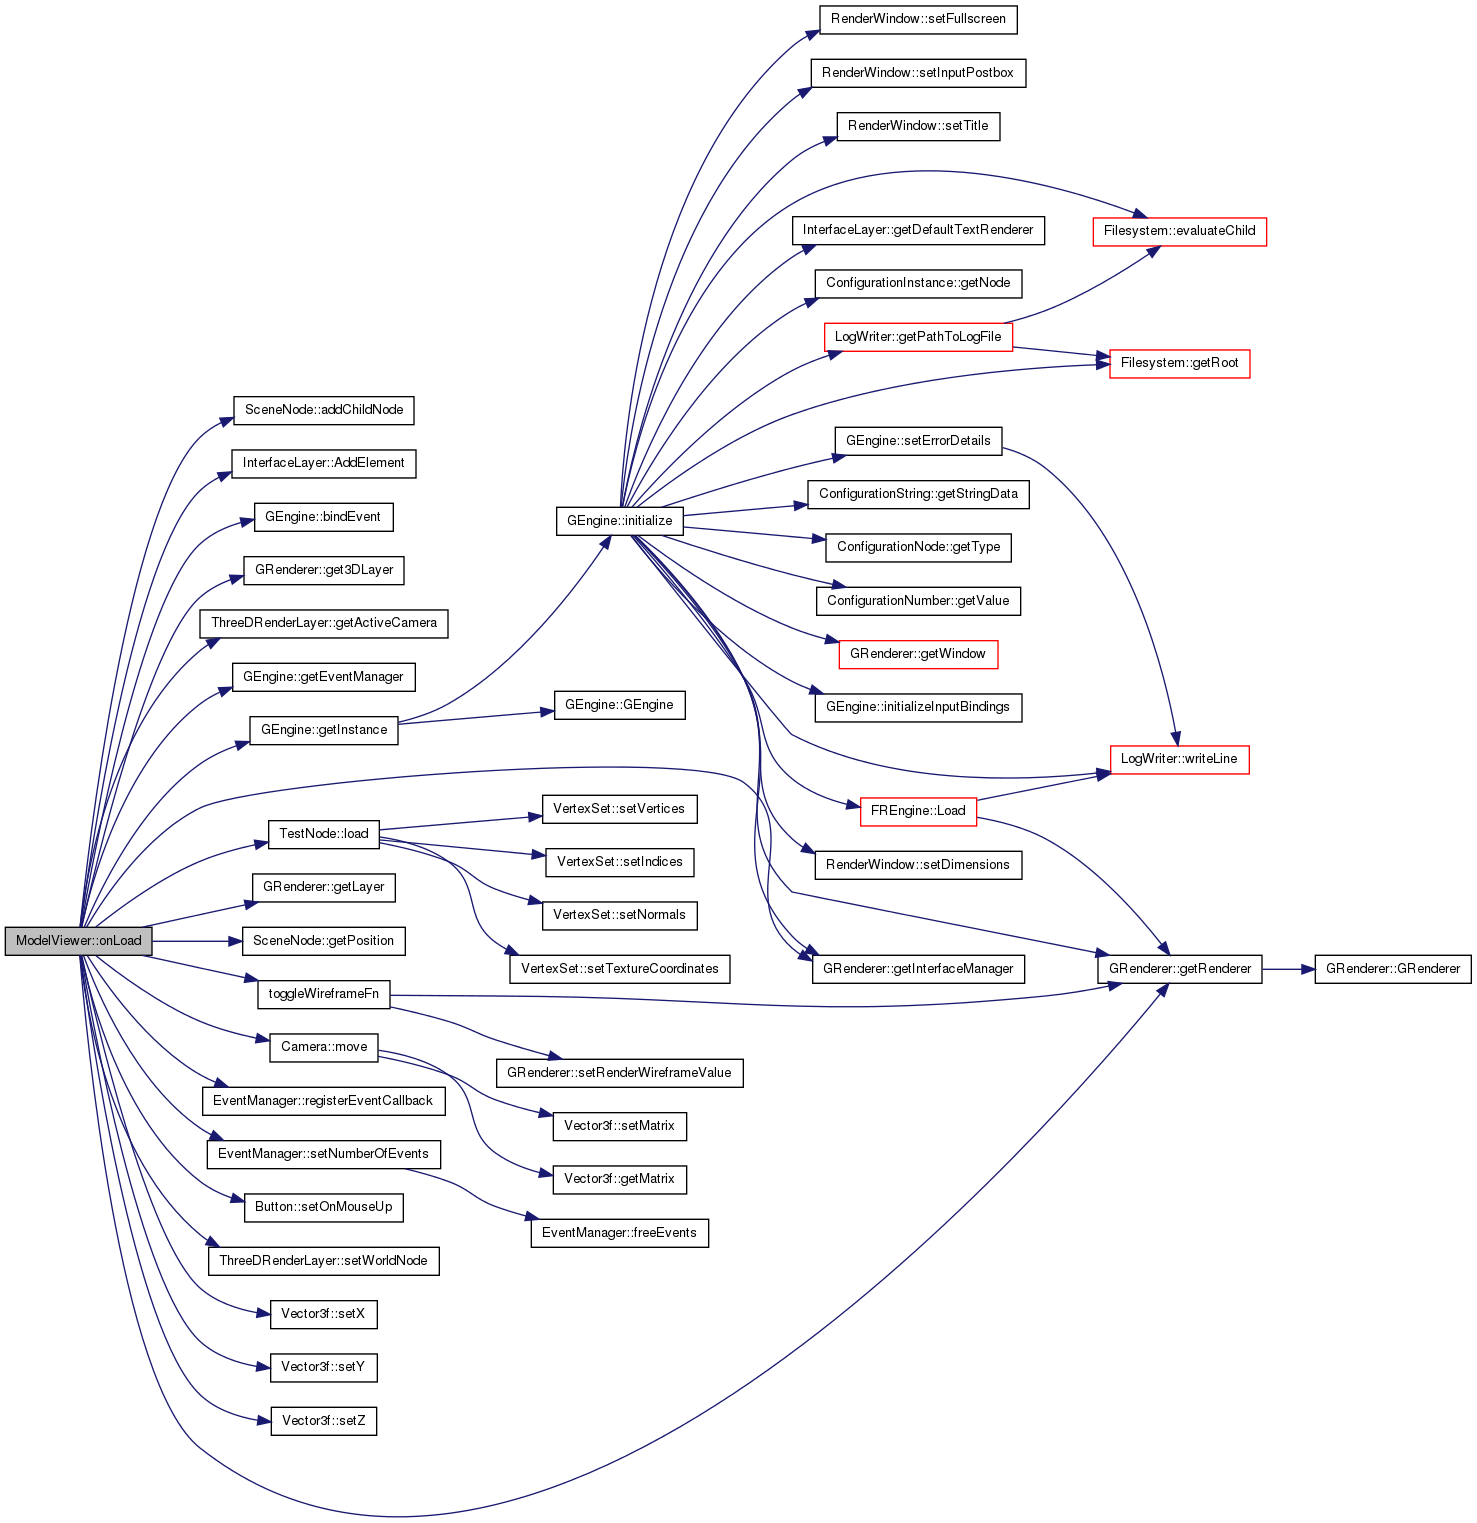 RenderWindow::setFullscreen
RenderWindow::setInputPostbox
RenderWindow::setTitle
InterfaceLayer::getDefaultTextRenderer
Filesystem::evaluateChild
ConfigurationInstance::getNode
LogWriter::getPathToLogFile
Filesystem::getRoot
SceneNode::addChildNode
GEngine::setErrorDetails
InterfaceLayer::AddElement
ConfigurationString::getStringData
GEngine::bindEvent
GEngine::initialize
ConfigurationNode::getType
GRenderer::get3DLayer
ConfigurationNumber::getValue
ThreeDRenderLayer::getActiveCamera
GRenderer::getWindow
GEngine::getEventManager
GEngine::GEngine
GEngine::initializeInputBindings
GEngine::getInstance
LogWriter::writeLine
VertexSet::setVertices
FREngine::Load
TestNode::load
VertexSet::setIndices
RenderWindow::setDimensions
GRenderer::getLayer
VertexSet::setNormals
ModelViewer::onLoad
SceneNode::getPosition
VertexSet::setTextureCoordinates
GRenderer::getInterfaceManager
GRenderer::getRenderer
GRenderer::GRenderer
toggleWireframeFn
Camera::move
GRenderer::setRenderWireframeValue
EventManager::registerEventCallback
Vector3f::setMatrix
EventManager::setNumberOfEvents
Vector3f::getMatrix
Button::setOnMouseUp
EventManager::freeEvents
ThreeDRenderLayer::setWorldNode
Vector3f::setX
Vector3f::setY
Vector3f::setZ